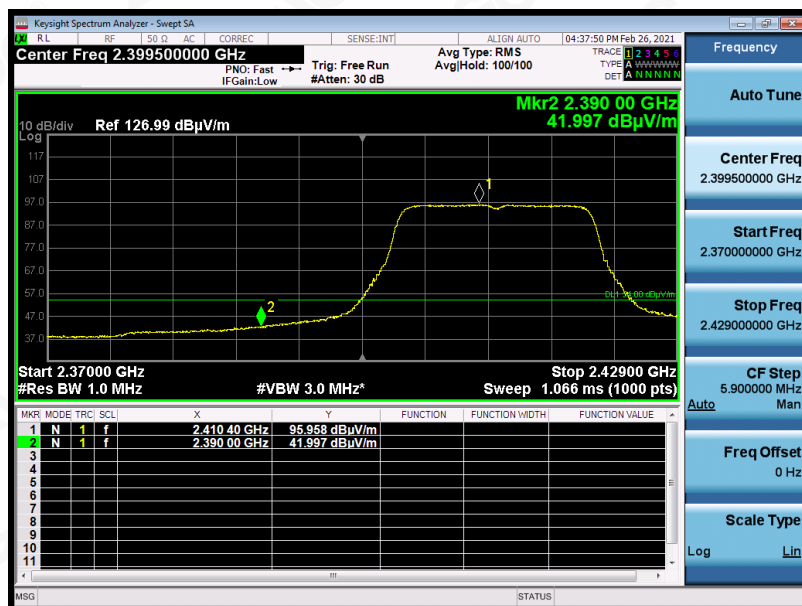 Keysight Spectrum Analyzer - Swept SA
LXI RL RF 50 Ω AC CORREC SENSE:INT ALIGN AUTO 04:37:50 PM Feb 26, 2021
Center Freq 2.399500000 GHz
PNO: Fast
IFGain:Low
Trig: Free Run
#Atten: 30 dB
Avg Type: RMS
Avg|Hold: 100/100
TRACE 1 2 3 4 5 6
TYPE A WWWWW
DET A N N N N N
Mkr2 2.390 00 GHz
41.997 dBµV/m
10 dB/div Ref 126.99 dBµV/m
Log
117
107
97.0
87.0
77.0
67.0
57.0
47.0
37.0
1
2
Start 2.37000 GHz
Stop 2.42900 GHz
#Res BW 1.0 MHz
#VBW 3.0 MHz*
Sweep 1.066 ms (1000 pts)
MKR MODE TRC SCL X Y FUNCTION FUNCTION WIDTH FUNCTION VALUE
1 N 1 f 2.410 40 GHz 95.958 dBµV/m
2 N 1 f 2.390 00 GHz 41.997 dBµV/m
3
4
5
6
7
8
9
10
11
MSG
STATUS
Frequency
Auto Tune
Center Freq
2.399500000 GHz
Start Freq
2.370000000 GHz
Stop Freq
2.429000000 GHz
CF Step
5.900000 MHz
Auto Man
Freq Offset
0 Hz
Scale Type
Log Lin